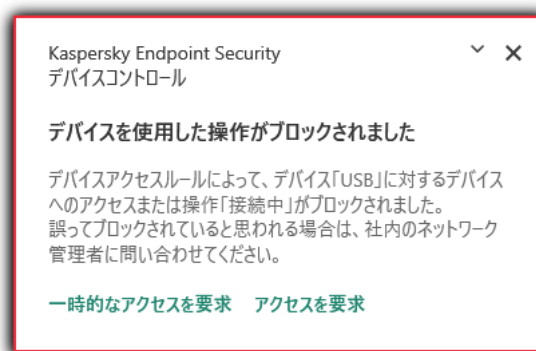 Kaspersky Endpoint Security
デバイスコントロール
デバイスを使用した操作がブロックされました
デバイスアクセスルールによって、デバイス「USB」に対するデバイス
へのアクセスまたは操作「接続中」がブロックされました。
誤ってブロックされていると思われる場合は、社内のネットワーク
管理者に問い合わせてください。
一時的なアクセスを要求 アクセスを要求